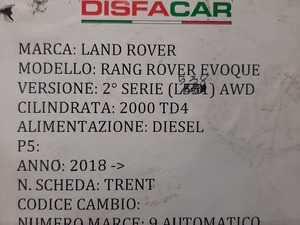 DISFACAR
MARCA: LAND ROVER
MODELLO: RANG ROVER EVOQUE
VERSIONE: 2° SERIE (L551) AWD
CILINDRATA: 2000 TD4
ALIMENTAZIONE: DIESEL
P5:
ANNO: 2018 ->
N. SCHEDA: TRENT
CODICE CAMBIO:
NUMERO MARCE: 9 AUTOMATICO